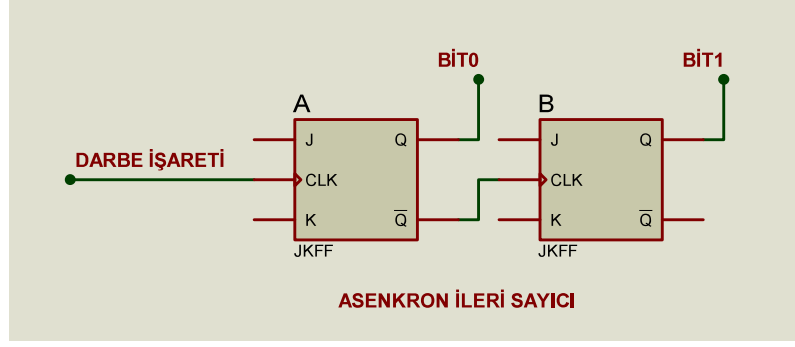 BİT0
BİT1
A
B
DARBE İŞARETİ
J
Q
CLK
K
Q
JKFF
J
Q
CLK
K
Q
JKFF
ASENKRON İLERİ SAYICI